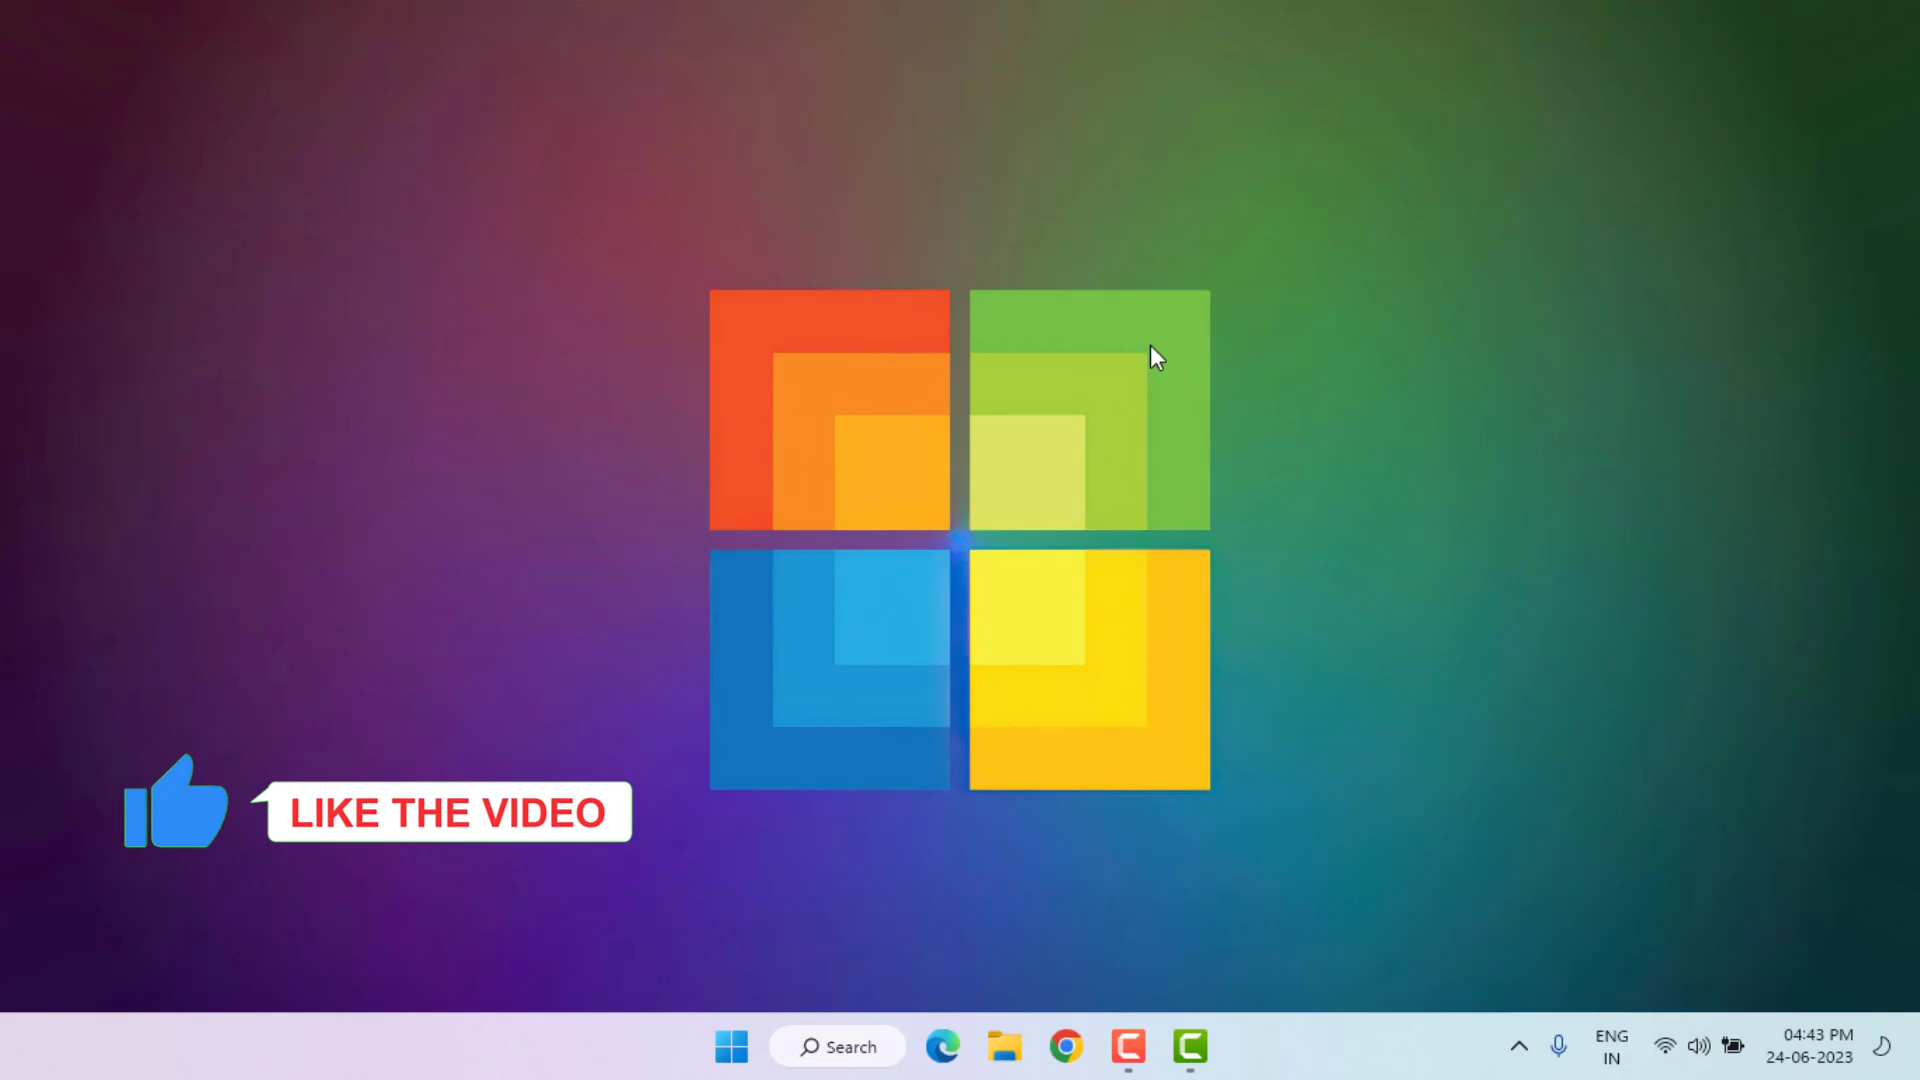 LIKE THE VIDEO
Search
ENG
IN
04:43 PM
24-06-2023